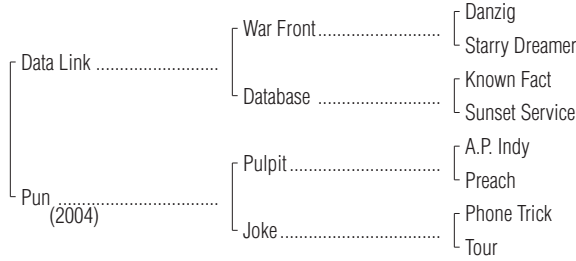 Danzig
War Front..............................
Starry Dreamer
Data Link ..............................
Known Fact
Database ..............................
Sunset Service
A.P. Indy
Pulpit......................................
Preach
Pun .................................
(2004)
Phone Trick
Joke........................................
Tour